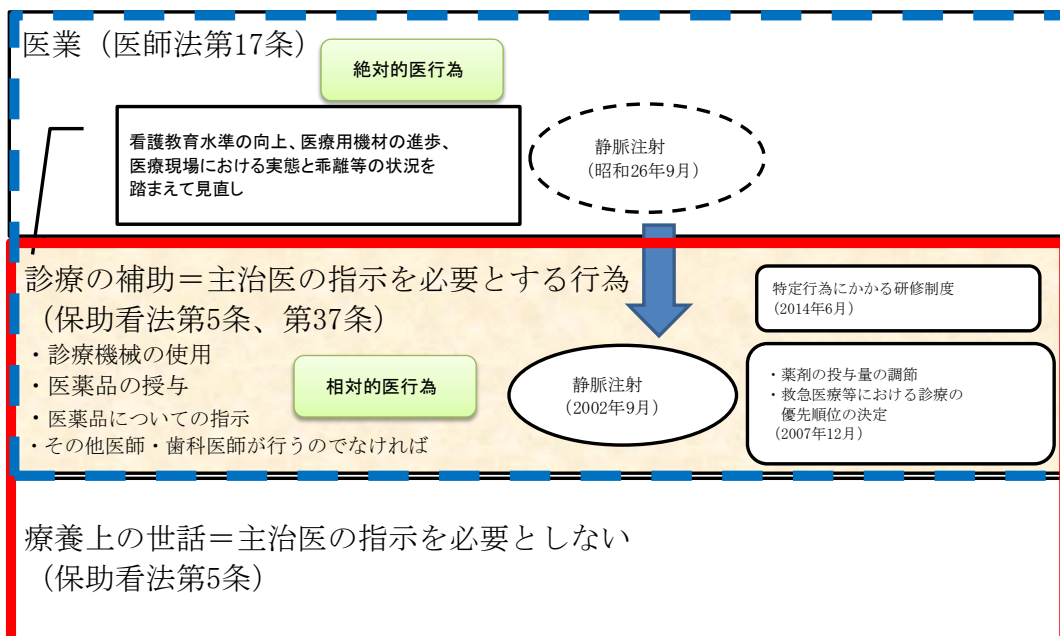 医業（医師法第17条）
絶対的医行為
看護教育水準の向上、医療用機材の進歩、
医療現場における実態と乖離等の状況を
踏まえて見直し
静脈注射
（昭和26年9月）
診療の補助＝主治医の指示を必要とする行為
（保助看法第5条、第37条）
・診療機械の使用
・医薬品の授与
・医薬品についての指示
・その他医師・歯科医師が行うのでなければ
相対的医行為
静脈注射
（2002年9月）
特定行為にかかる研修制度
（2014年6月）
・薬剤の投与量の調節
・救急医療等における診療の
優先順位の決定
（2007年12月）
療養上の世話＝主治医の指示を必要としない
（保助看法第5条）